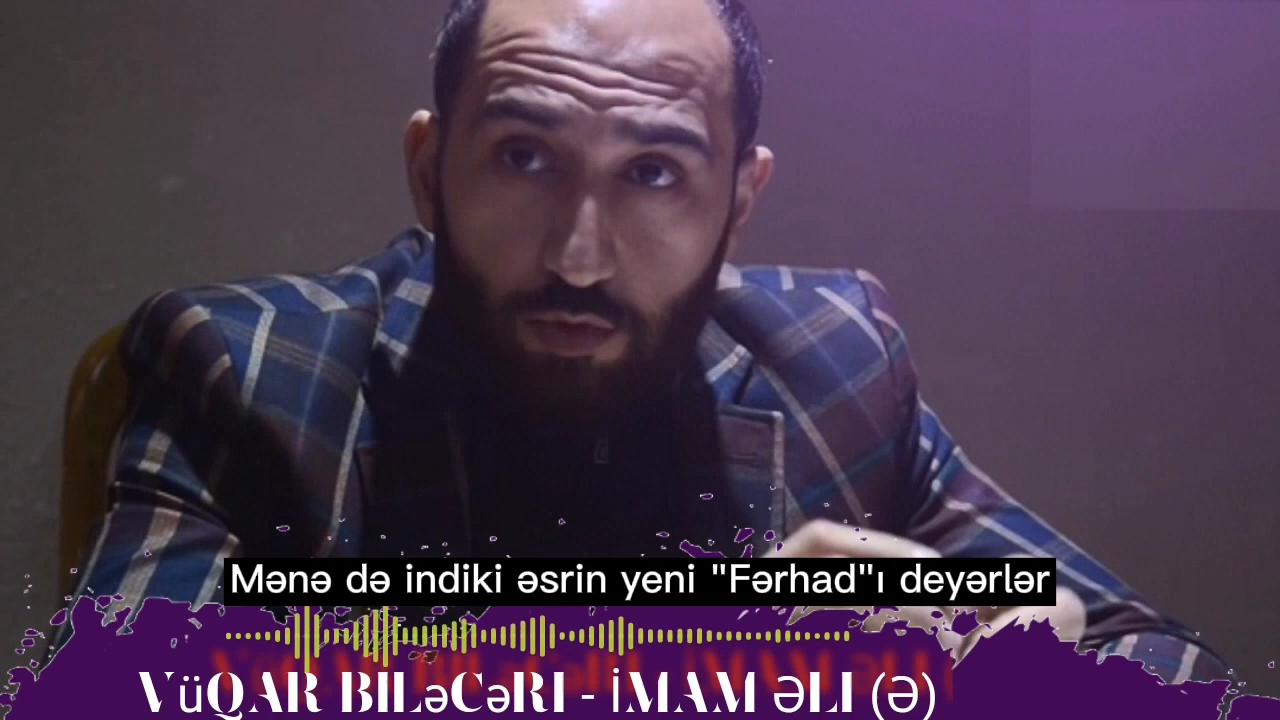 Mənə də indiki əsrin yeni "Fərhad"ı deyərlər
VüQAR BILəCəRI - İMAM ƏLI (Ə)